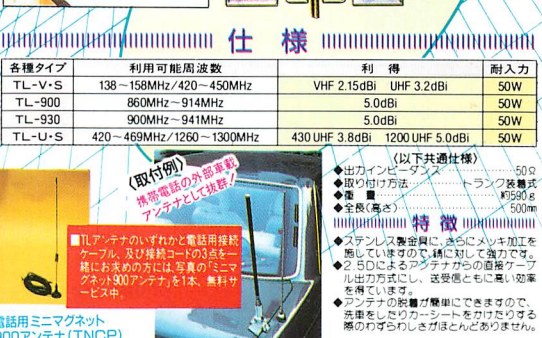 仕様
各種タイプ 利用可能周波数 利得 耐入力
TL-V・S 138~158MHz/420~450MHz VHF 2.15dBi UHF 3.2dBi 50W
TL-900 860MHz~914MHz 5.0dBi 50W
TL-930 900MHz~941MHz 5.0dBi 50W
TL-U・S 420~469MHz/1260~1300MHz 430 UHF 3.8dBi 1200 UHF 5.0dBi 50W
〈取付例〉
携帯電話の外部車載
アンテナとして抜群!
■TLアンテナのいずれかと電話用接続
ケーブル、及び接続コードの3点を一
緒にお求めの方には、写真の「ミニマ
グネット900アンテナ」を1本、無料サ
ービス中。
電話用ミニマグネット
900アンテナ(TNCP)
〈以下共通仕様〉
◆出力インピーダンス 50Ω
◆取り付け方法 トランク装着式
◆重量 約590g
◆全長(高さ) 500mm
特徴
◆ステンレス製金具に、さらにメッキ加工を
施していますので、錆に対して強力です。
◆2.5Dによるアンテナからの直接ケーブ
ル出力方式にし、送受信ともに高い効率
を得ています。
◆アンテナの脱着が簡単にできますので、
洗車をしたりカーシートをかけたりする
際のわずらわしさがほとんどありません。